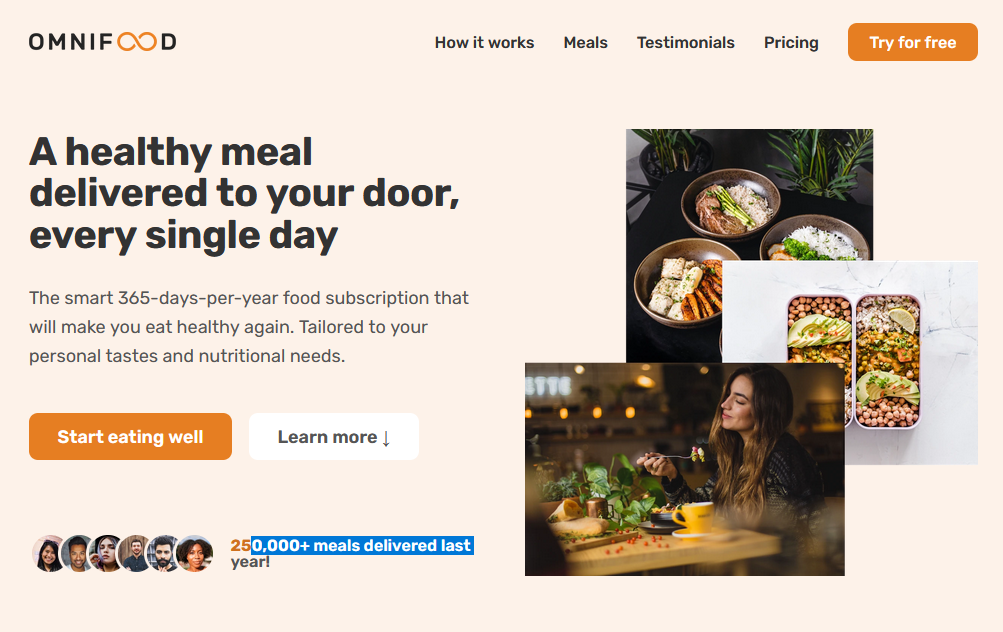 OMNIFOOD
How it works Meals Testimonials Pricing Try for free
A healthy meal
delivered to your door,
every single day
The smart 365-days-per-year food subscription that
will make you eat healthy again. Tailored to your
personal tastes and nutritional needs.
Start eating well Learn more ↓
250,000+ meals delivered last
year!